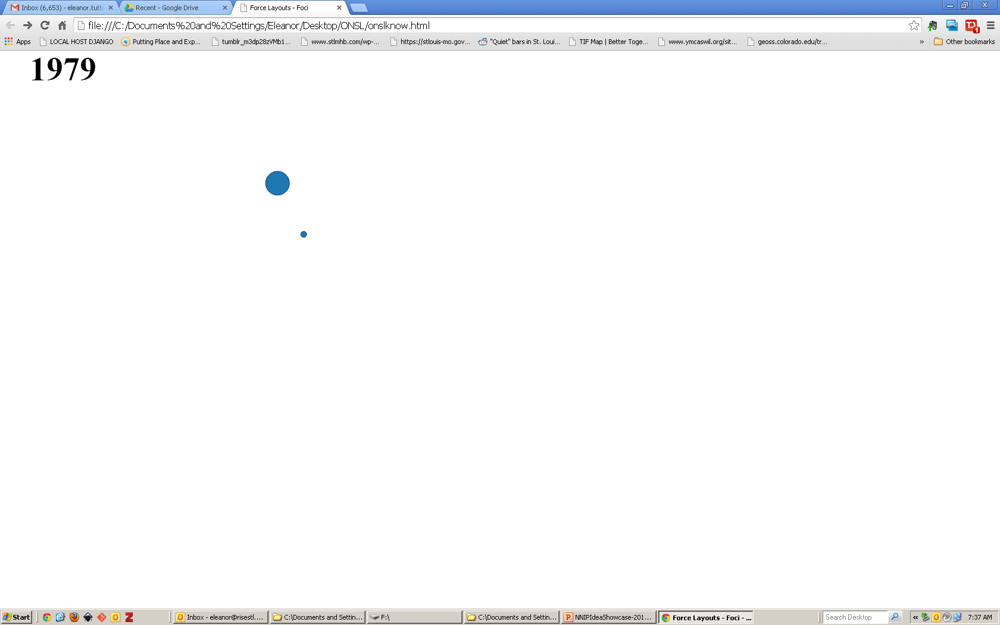 Inbox (6,653) - eleanor.tutt Recent - Google Drive Force Layouts - Foci
file:///C:/Documents%20and%20Settings/Eleanor/Desktop/ONSL/onslknow.html
Apps LOCAL HOST DJANGO Putting Place and Exp... tumblr_m3dp28zVMb1... www.stlmhb.com/wp-... https://stlouis-mo.gov... "Quiet" bars in St. Loui... TIF Map | Better Toge... www.ymcaswil.org/sit... geoss.colorado.edu/tr... » Other bookmarks
1979
Start Inbox - eleanor@risestl.... C:\Documents and Settin... F:\ C:\Documents and Settin... NNIPIdeaShowcase-201... Force Layouts - Foci - ... Search Desktop « 7:37 AM